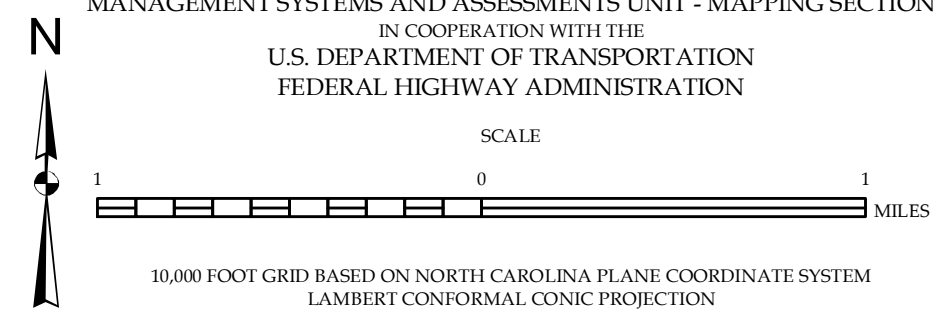 MANAGEMENT SYSTEMS AND ASSESSMENTS UNIT - MAPPING SECTION
IN COOPERATION WITH THE
U.S. DEPARTMENT OF TRANSPORTATION
FEDERAL HIGHWAY ADMINISTRATION
N
SCALE
1 0 1
MILES
10,000 FOOT GRID BASED ON NORTH CAROLINA PLANE COORDINATE SYSTEM
LAMBERT CONFORMAL CONIC PROJECTION